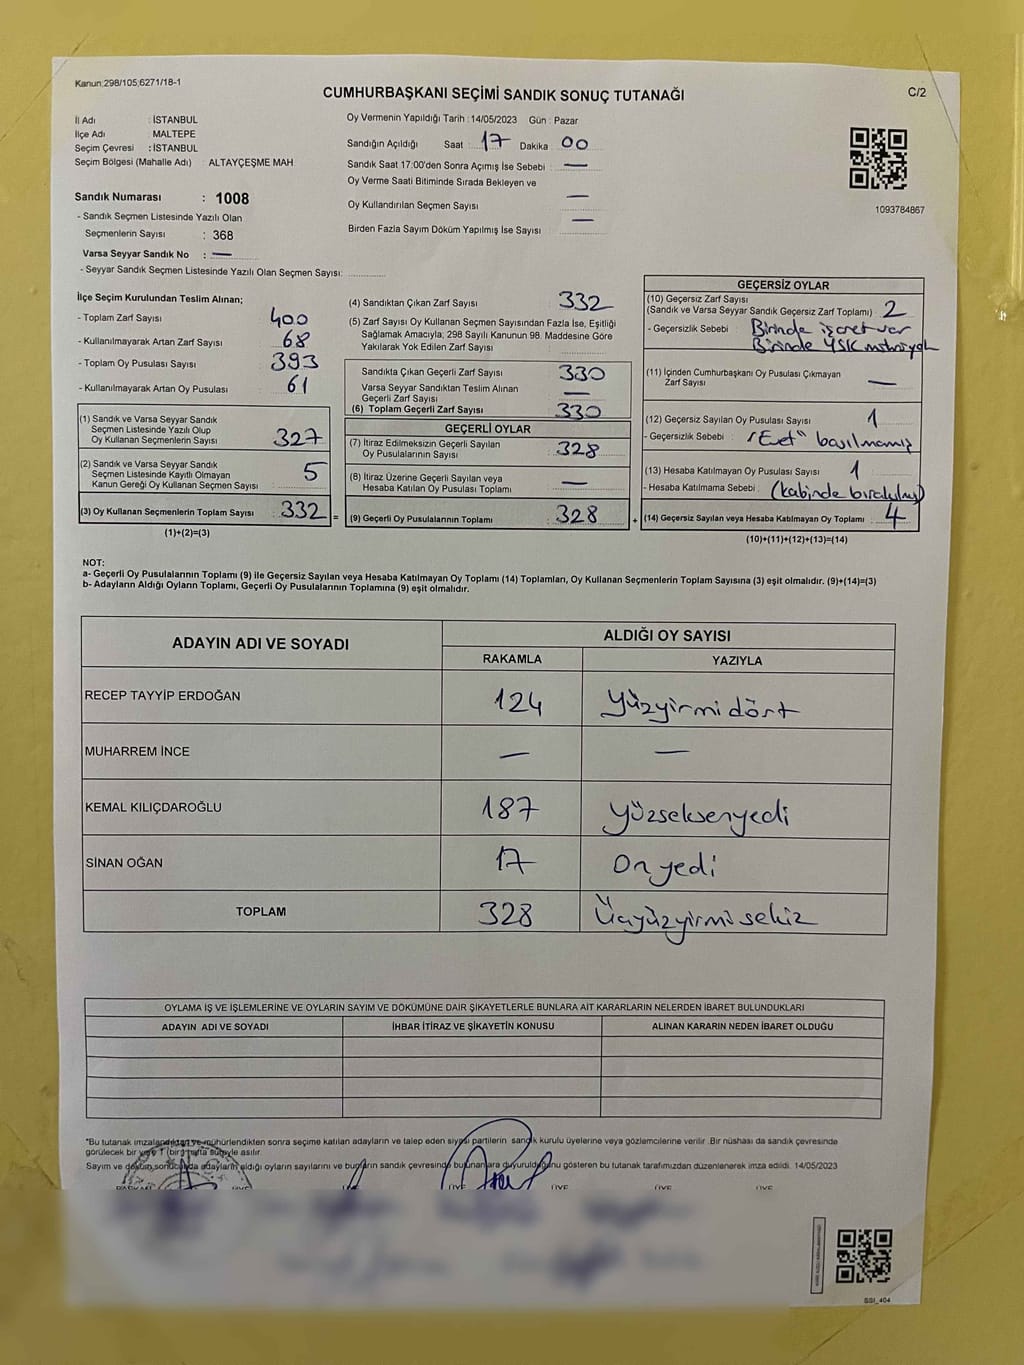 Kanun:298/105;6271/18-1
CUMHURBAŞKANI SEÇİMİ SANDIK SONUÇ TUTANAĞI
C/2
İl Adı : İSTANBUL
İlçe Adı : MALTEPE
Seçim Çevresi : İSTANBUL
Seçim Bölgesi (Mahalle Adı) : ALTAYÇEŞME MAH.
Sandık Numarası : 1008
- Sandık Seçmen Listesinde Yazılı Olan
Seçmenlerin Sayısı : 368
Varsa Seyyar Sandık No : —
- Seyyar Sandık Seçmen Listesinde Yazılı Olan Seçmen Sayısı:
Oy Vermenin Yapıldığı Tarih : 14/05/2023 Gün : Pazar
Sandığın Açıldığı Saat 17 Dakika 00
Sandık Saat 17:00'den Sonra Açımış İse Sebebi —
Oy Verme Saati Bitiminde Sırada Bekleyen ve
Oy Kullandırılan Seçmen Sayısı —
Birden Fazla Sayım Döküm Yapılmış İse Sayısı —
1093784867
İlçe Seçim Kurulundan Teslim Alınan;
- Toplam Zarf Sayısı : 400
- Kullanılmayarak Artan Zarf Sayısı : 68
- Toplam Oy Pusulası Sayısı : 393
- Kullanılmayarak Artan Oy Pusulası : 61
(1) Sandık ve Varsa Seyyar Sandık
Seçmen Listesinde Yazılı Olup
Oy Kullanan Seçmenlerin Sayısı 327
(2) Sandık ve Varsa Seyyar Sandık
Seçmen Listesinde Kayıtlı Olmayan
Kanun Gereği Oy Kullanan Seçmen Sayısı 5
(3) Oy Kullanan Seçmenlerin Toplam Sayısı 332 =
(1)+(2)=(3)
(4) Sandıktan Çıkan Zarf Sayısı 332
(5) Zarf Sayısı Oy Kullanan Seçmen Sayısından Fazla İse, Eşitliği
Sağlamak Amacıyla; 298 Sayılı Kanunun 98. Maddesine Göre
Yakılarak Yok Edilen Zarf Sayısı
Sandıkta Çıkan Geçerli Zarf Sayısı 330
Varsa Seyyar Sandıktan Teslim Alınan
Geçerli Zarf Sayısı —
(6) Toplam Geçerli Zarf Sayısı 330
GEÇERLİ OYLAR
(7) İtiraz Edilmeksizin Geçerli Sayılan
Oy Pusulalarının Sayısı 328
(8) İtiraz Üzerine Geçerli Sayılan veya
Hesaba Katılan Oy Pusulası Toplamı —
(9) Geçerli Oy Pusulalarının Toplamı 328 +
GEÇERSİZ OYLAR
(10) Geçersiz Zarf Sayısı
(Sandık ve Varsa Seyyar Sandık Geçersiz Zarf Toplamı) 2
- Geçersizlik Sebebi : Birinde işaret var
Birinde YSK
(11) İçinden Cumhurbaşkanı Oy Pusulası Çıkmayan
Zarf Sayısı —
(12) Geçersiz Sayılan Oy Pusulası Sayısı 1
- Geçersizlik Sebebi : "Evet" basılmamış
(13) Hesaba Katılmayan Oy Pusulası Sayısı 1
- Hesaba Katılmama Sebebi : (kabinde bırakılmış)
(14) Geçersiz Sayılan veya Hesaba Katılmayan Oy Toplamı 4
(10)+(11)+(12)+(13)=(14)
NOT:
a- Geçerli Oy Pusulalarının Toplamı (9) ile Geçersiz Sayılan veya Hesaba Katılmayan Oy Toplamı (14) Toplamları, Oy Kullanan Seçmenlerin Toplam Sayısına (3) eşit olmalıdır. (9)+(14)=(3)
b- Adayların Aldığı Oyların Toplamı, Geçerli Oy Pusulalarının Toplamına (9) eşit olmalıdır.
ADAYIN ADI VE SOYADI
ALDIĞI OY SAYISI
RAKAMLA YAZIYLA
RECEP TAYYİP ERDOĞAN 124 Yüzyirmidört
MUHARREM İNCE — —
KEMAL KILIÇDAROĞLU 187 Yüzseksenyedi
SİNAN OĞAN 17 Onyedi
TOPLAM 328 Üçyüzyirmisekiz
OYLAMA İŞ VE İŞLEMLERİNE VE OYLARIN SAYIM VE DÖKÜMÜNE DAİR ŞİKAYETLERLE BUNLARA AİT KARARLARIN NELERDEN İBARET BULUNDUKLARI
ADAYIN ADI VE SOYADI İHBAR İTİRAZ VE ŞİKAYETİN KONUSU ALINAN KARARIN NEDEN İBARET OLDUĞU
*Bu tutanak imzalandıktan ve mühürlendikten sonra seçime katılan adayların ve talep eden siyasi partilerin sandık kurulu üyelerine veya gözlemcilerine verilir .Bir nüshası da sandık çevresinde
görülecek bir yere 1 (bir) hafta süreyle asılır.
Sayım ve döküm sonucunda adayların aldığı oyların sayılarını ve bunların sandık çevresinde bulunanlara duyurulduğunu gösteren bu tutanak tarafımızdan düzenlenerek imza edildi. 14/05/2023
ÜYE ÜYE ÜYE ÜYE ÜYE
SSİ_404